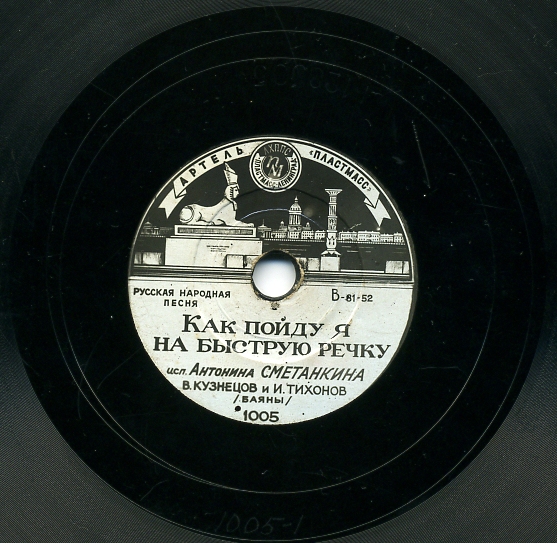 АРТЕЛЬ «ПЛАСТМАСС»
РУССКАЯ НАРОДНАЯ
ПЕСНЯ
В-81-52
КАК ПОЙДУ Я
НА БЫСТРУЮ РЕЧКУ
исп. АНТОНИНА СМЕТАНКИНА
В. КУЗНЕЦОВ и И. ТИХОНОВ
/БАЯНЫ/
1005
1005-1